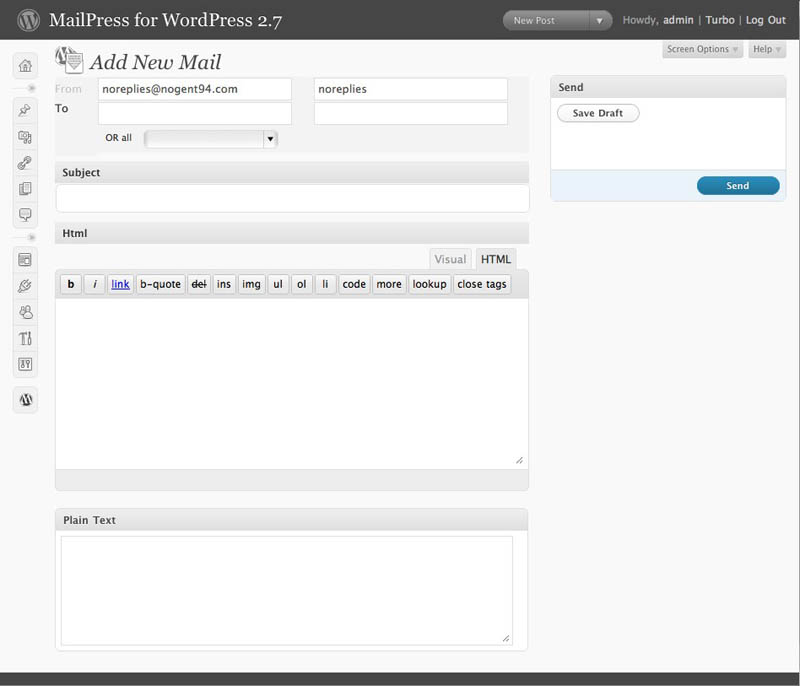 MailPress for WordPress 2.7
New Post
Howdy, admin | Turbo | Log Out
Screen Options
Help
Add New Mail
From noreplies@nogent94.com noreplies
To
OR all
Send
Save Draft
Send
Subject
Html
Visual HTML
b i link b-quote del ins img ul ol li code more lookup close tags
Plain Text